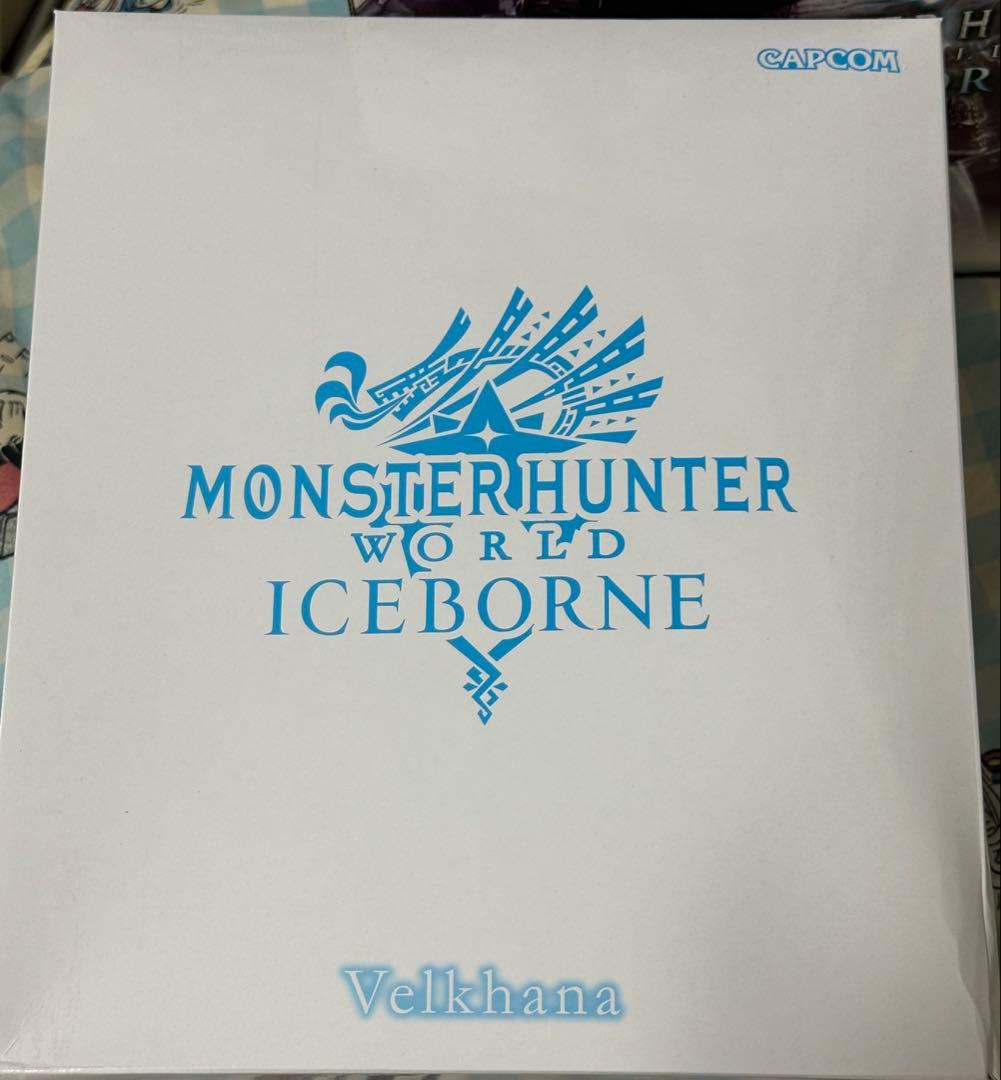 CAPCOM
MONSTER HUNTER
WORLD
ICEBORNE
Velkhana